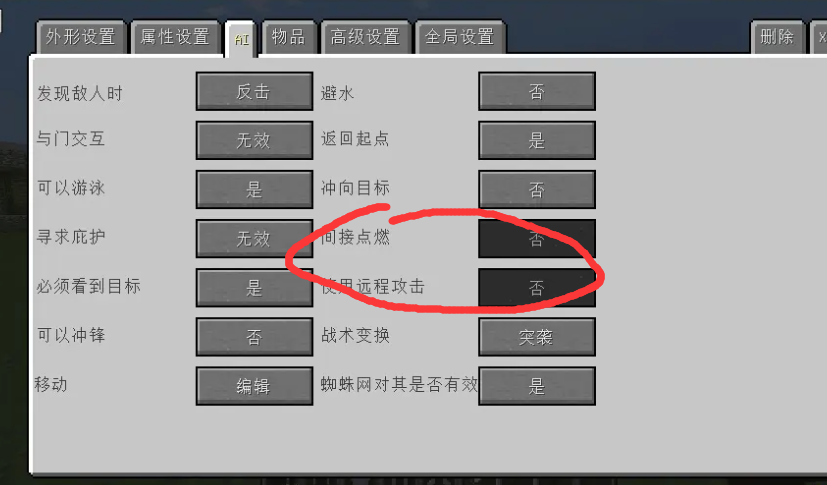 外形设置 属性设置 AI 物品 高级设置 全局设置 删除 X
发现敌人时 反击 避水 否
与门交互 无效 返回起点 是
可以游泳 是 冲向目标 否
寻求庇护 无效 间接点燃 否
必须看到目标 是 使用远程攻击 否
可以冲锋 否 战术变换 突袭
移动 编辑 蜘蛛网对其是否有效 是